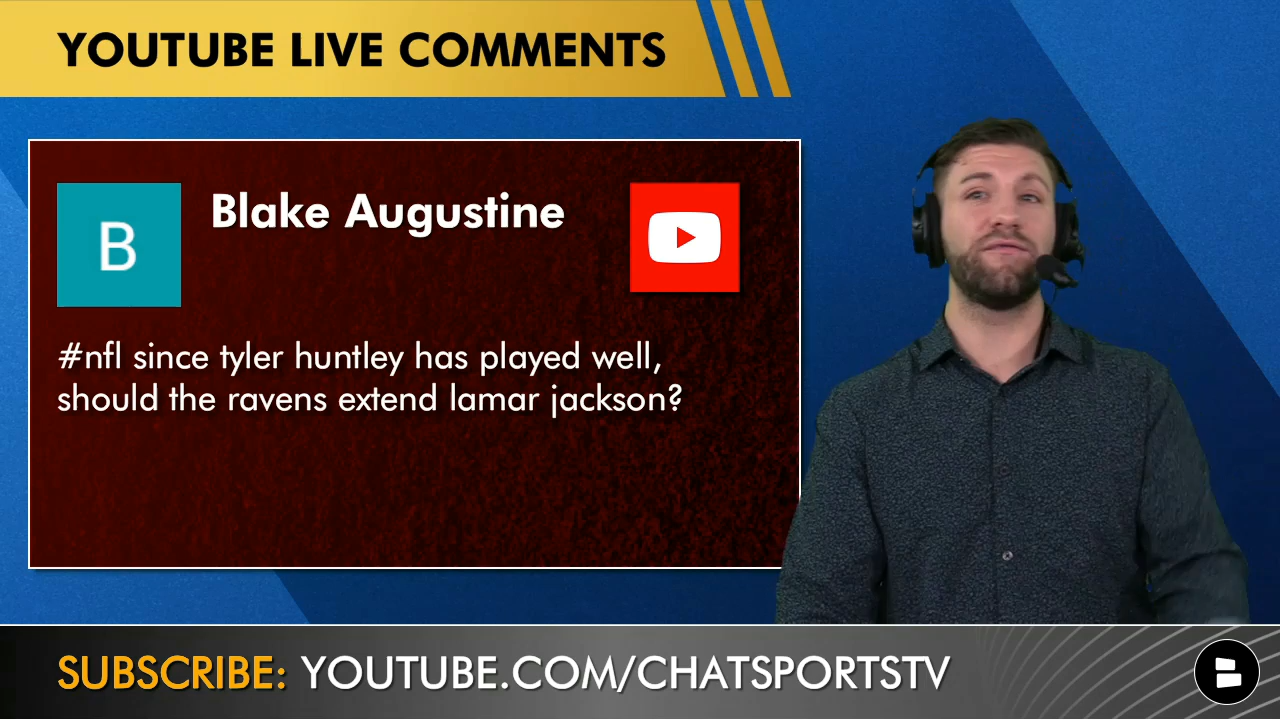 YOUTUBE LIVE COMMENTS
B
Blake Augustine
#nfl since tyler huntley has played well,
should the ravens extend lamar jackson?
SUBSCRIBE: YOUTUBE.COM/CHATSPORTSTV